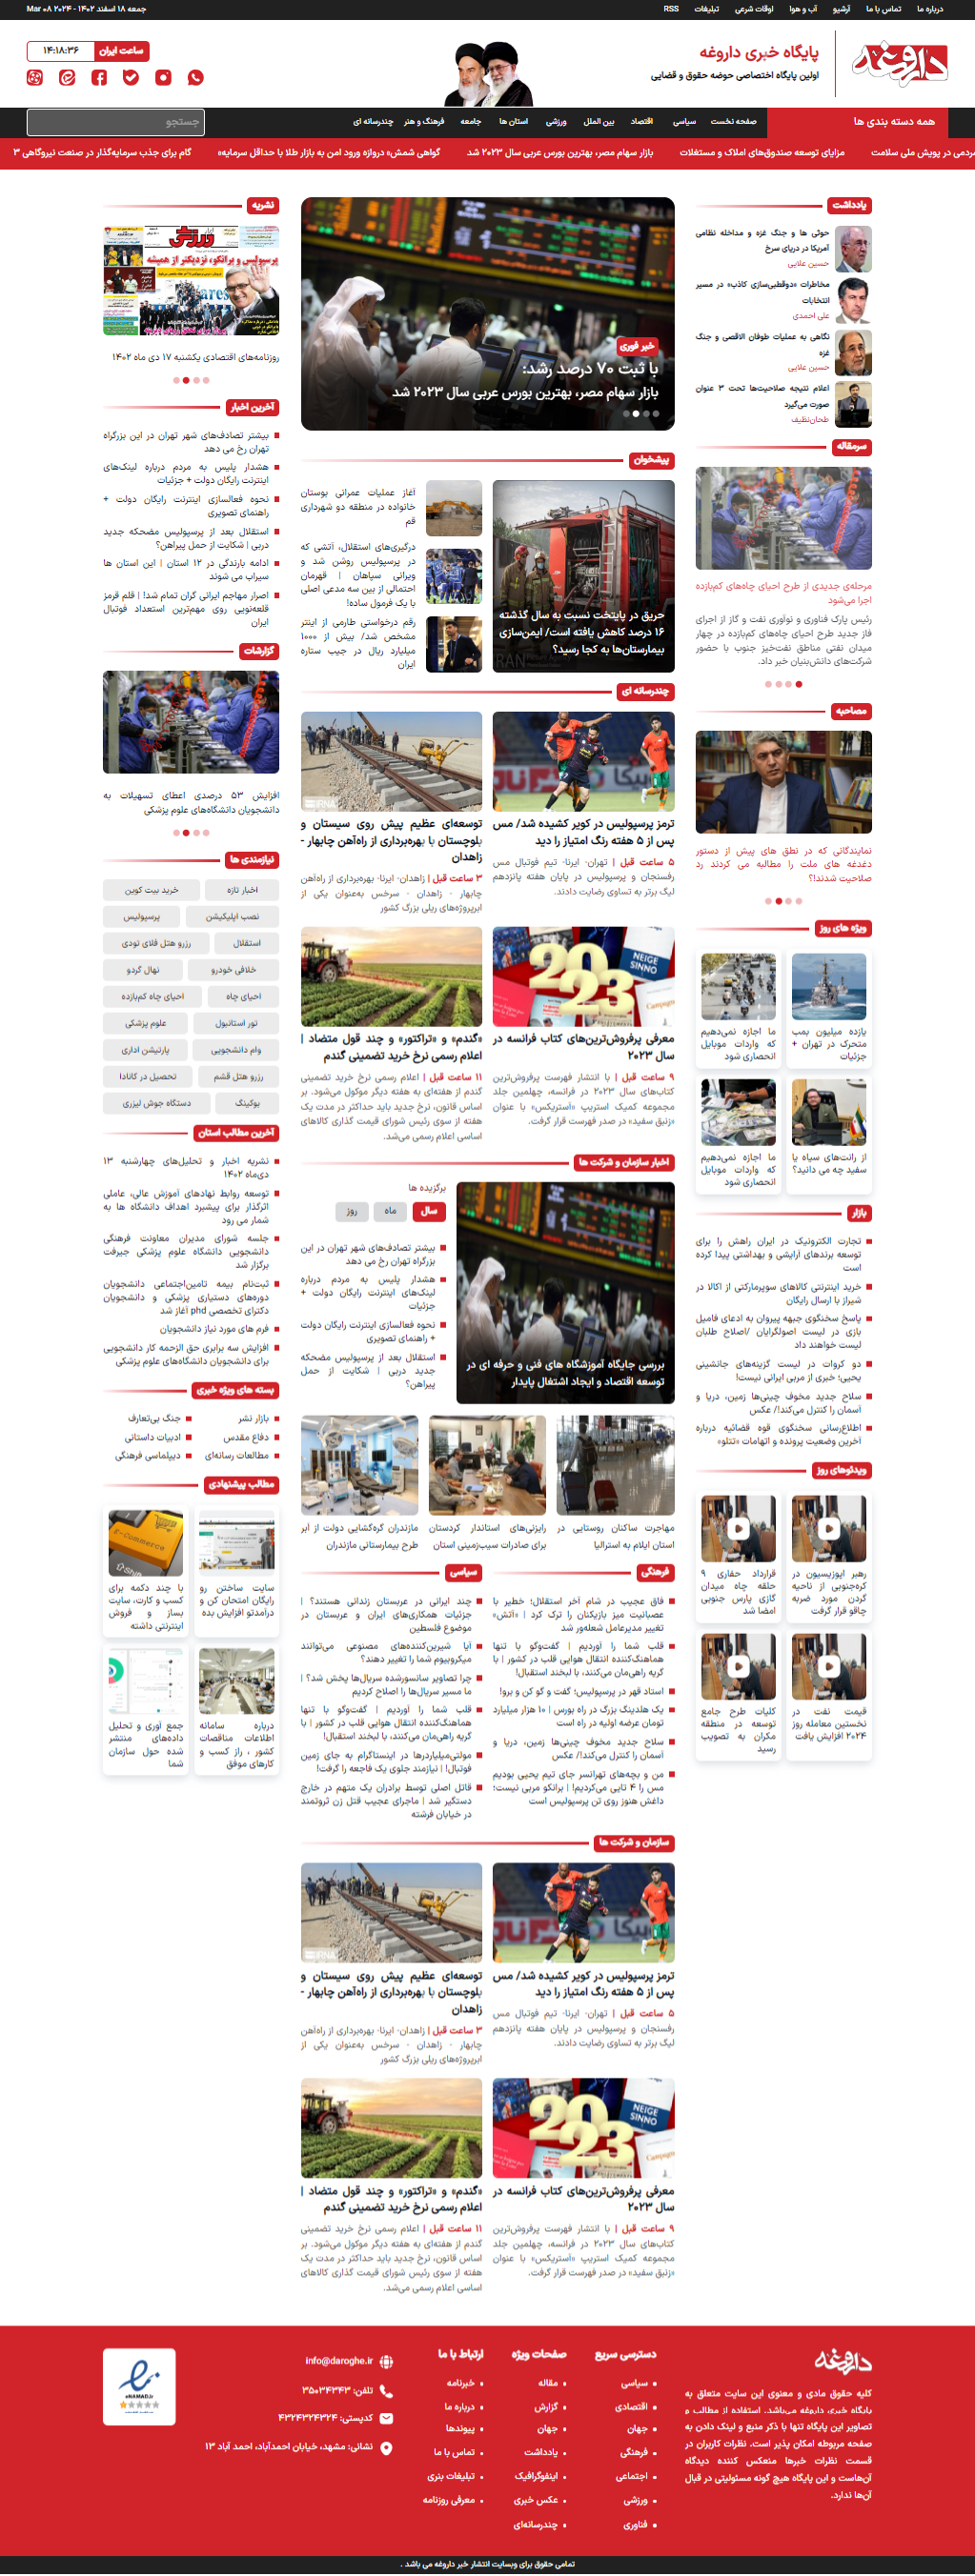 درباره ما
تماس با ما
آرشیو
آب و هوا
اوقات شرعی
تبلیغات
RSS
جمعه ۱۸ اسفند ۱۴۰۲ - ۲۰۲۴ Mar ۰۸
داروغه
پایگاه خبری داروغه
اولین پایگاه اختصاصی حوضه حقوق و قضایی
ساعت ایران
۱۴:۱۸:۳۶
همه دسته بندی ها
صفحه نخست
سیاسی
اقتصاد
بین الملل
ورزشی
استان ها
جامعه
فرهنگ و هنر
چندرسانه ای
جستجو
مردمی در پویش ملی سلامت
مزایای توسعه صندوق‌های املاک و مستغلات
بازار سهام مصر، بهترین بورس عربی سال ۲۰۲۳ شد
گواهی شمش» دروازه ورود امن به بازار طلا با حداقل سرمایه»
گام برای جذب سرمایه‌گذار در صنعت نیروگاهی ۳
یادداشت
حوثی ها و جنگ غزه و مداخله نظامی
آمریکا در دریای سرخ
حسین علایی
مخاطرات «دوقطبی‌سازی کاذب» در مسیر
انتخابات
علی احمدی
نگاهی به عملیات طوفان الاقصی و جنگ
غزه
حسین علایی
اعلام نتیجه صلاحیت‌ها تحت ۳ عنوان
صورت می‌گیرد
طحان‌نظیف
سرمقاله
مرحله‌ی جدیدی از طرح احیای چاه‌های کم‌بازده
اجرا می‌شود
رئیس پارک فناوری و نوآوری نفت و گاز از اجرای
فاز جدید طرح احیای چاه‌های کم‌بازده در چهار
میدان نفتی مناطق نفت‌خیز جنوب با حضور
شرکت‌های دانش‌بنیان خبر داد.
مصاحبه
نمایندگانی که در نطق های پیش از دستور
دغدغه های ملت را مطالبه می کردند رد
صلاحیت شدند!؟
ویژه های روز
یازده میلیون بمب
متحرک در تهران +
جزئیات
ما اجازه نمی‌دهیم
که واردات موبایل
انحصاری شود
از رانت‌های سیاه یا
سفید چه می دانید؟
ما اجازه نمی‌دهیم
که واردات موبایل
انحصاری شود
بازار
تجارت الکترونیک در ایران راهش را برای
توسعه برندهای آرایشی و بهداشتی پیدا کرده
است
خرید اینترنتی کالاهای سوپرمارکتی از اکالا در
شیراز با ارسال رایگان
پاسخ سخنگوی جبهه پیروان به ادعای فامیل
بازی در لیست اصولگرایان /اصلاح طلبان
لیست خواهند داد
دو کروات در لیست گزینه‌های جانشینی
یحیی؛ خبری از مربی ایرانی نیست!
سلاح جدید مخوف چینی‌ها زمین، دریا و
آسمان را کنترل می‌کند!/ عکس
اطلاع‌رسانی سخنگوی قوه قضائیه درباره
آخرین وضعیت پرونده و اتهامات «تتلو»
ویدئوهای روز
رهبر اپوزیسیون در
کره‌جنوبی از ناحیه
گردن مورد ضربه
چاقو قرار گرفت
قرارداد حفاری ۹
حلقه چاه میدان
گازی پارس جنوبی
امضا شد
قیمت نفت در
نخستین معامله روز
۲۰۲۴ افزایش یافت
کلیات طرح جامع
توسعه در منطقه
مکران به تصویب
رسید
خبر فوری
با ثبت ۷۰ درصد رشد:
بازار سهام مصر، بهترین بورس عربی سال ۲۰۲۳ شد
پیشخوان
حریق در پایتخت نسبت به سال گذشته
۱۶ درصد کاهش یافته است/ ایمن‌سازی
بیمارستان‌ها به کجا رسید؟
آغاز عملیات عمرانی بوستان
خانواده در منطقه دو شهرداری
قم
درگیری‌های استقلال، آتشی که
در پرسپولیس روشن شد و
ویرانی سپاهان | قهرمان
احتمالی از بین سه مدعی اصلی
با یک فرمول ساده!
رقم درخواستی طارمی از اینتر
مشخص شد/ بیش از ۱۰۰۰
میلیارد ریال در جیب ستاره
ایران
چندرسانه ای
ترمز پرسپولیس در کویر کشیده شد/ مس
پس از ۵ هفته رنگ امتیاز را دید
۵ ساعت قبل | تهران- ایرنا- تیم فوتبال مس
رفسنجان و پرسپولیس در پایان هفته پانزدهم
لیگ برتر به تساوی رضایت دادند.
توسعه‌ای عظیم پیش روی سیستان و
بلوچستان با بهره‌برداری از راه‌آهن چابهار -
زاهدان
۳ ساعت قبل | زاهدان- ایرنا- بهره‌برداری از راه‌آهن
چابهار - زاهدان - سرخس به‌عنوان یکی از
ابرپروژه‌های ریلی بزرگ کشور
معرفی پرفروش‌ترین‌های کتاب فرانسه در
سال ۲۰۲۳
۹ ساعت قبل | با انتشار فهرست پرفروش‌ترین
کتاب‌های سال ۲۰۲۳ در فرانسه، چهلمین جلد
مجموعه کمیک استریپ «آستریکس» با عنوان
«زنبق سفید» در صدر فهرست قرار گرفت.
«گندم» و «تراکتور» و چند قول متضاد |
اعلام رسمی نرخ خرید تضمینی گندم
۱۱ ساعت قبل | اعلام رسمی نرخ خرید تضمینی
گندم از هفته‌ای به هفته دیگر موکول می‌شود. بر
اساس قانون، نرخ جدید باید حداکثر در مدت یک
هفته از سوی رئیس شورای قیمت گذاری کالاهای
اساسی اعلام رسمی می‌شد.
اخبار سازمان و شرکت ها
بررسی جایگاه آموزشگاه های فنی و حرفه ای در
توسعه اقتصاد و ایجاد اشتغال پایدار
برگزیده ها
سال
ماه
روز
بیشتر تصادف‌های شهر تهران در این
بزرگراه تهران رخ می دهد
هشدار پلیس به مردم درباره
لینک‌های اینترنت رایگان دولت +
جزئیات
نحوه فعالسازی اینترنت رایگان دولت
+ راهنمای تصویری
استقلال بعد از پرسپولیس مضحکه
جدید دربی | شکایت از حمل
پیراهن؟
مهاجرت ساکنان روستایی در
استان ایلام به استرالیا
رایزنی‌های استاندار کردستان
برای صادرات سیب‌زمینی استان
مازندران گره‌گشایی دولت از ابر
طرح بیمارستانی مازندران
فرهنگی
فاق عجیب در شام آخر استقلال؛ خطیر با
عصبانیت میز بازیکنان را ترک کرد | «آتش»
تغییر مدیرعامل شعله‌ور شد
قلب شما را آوردیم | گفت‌وگو با تنها
هماهنگ‌کننده انتقال هوایی قلب در کشور | با
گریه راهی‌مان می‌کنند، با لبخند استقبال!
استاد قهر در پرسپولیس؛ گفت و گو کن و برو!
یک هلدینگ بزرگ در راه بورس | ۱۰ هزار میلیارد
تومان عرضه اولیه در راه است
سلاح جدید مخوف چینی‌ها زمین، دریا و
آسمان را کنترل می‌کند!/ عکس
من و بچه‌های تهرانسر جای تیم یحیی بودیم
مس را ۴ تایی می‌کردیم! | برانکو مربی نیست؛
داغش هنوز روی تن پرسپولیس است
سیاسی
چند ایرانی در عربستان زندانی هستند؟ |
جزئیات همکاری‌های ایران و عربستان در
موضوع فلسطین
آیا شیرین‌کننده‌های مصنوعی می‌توانند
میکروبیوم شما را تغییر دهند؟
چرا تصاویر سانسورشده سریال‌ها پخش شد؟ |
ما مسیر سریال‌ها را اصلاح کردیم
قلب شما را آوردیم | گفت‌وگو با تنها
هماهنگ‌کننده انتقال هوایی قلب در کشور | با
گریه راهی‌مان می‌کنند، با لبخند استقبال!
مولتی‌میلیاردرها در اینستاگرام به جای زمین
فوتبال! | نیازمند جلوی یک فاجعه را گرفت!
قاتل اصلی توسط برادران یک متهم در خارج
دستگیر شد | ماجرای عجیب قتل زن ثروتمند
در خیابان فرشته
سازمان و شرکت ها
ترمز پرسپولیس در کویر کشیده شد/ مس
پس از ۵ هفته رنگ امتیاز را دید
۵ ساعت قبل | تهران- ایرنا- تیم فوتبال مس
رفسنجان و پرسپولیس در پایان هفته پانزدهم
لیگ برتر به تساوی رضایت دادند.
توسعه‌ای عظیم پیش روی سیستان و
بلوچستان با بهره‌برداری از راه‌آهن چابهار -
زاهدان
۳ ساعت قبل | زاهدان- ایرنا- بهره‌برداری از راه‌آهن
چابهار - زاهدان - سرخس به‌عنوان یکی از
ابرپروژه‌های ریلی بزرگ کشور
معرفی پرفروش‌ترین‌های کتاب فرانسه در
سال ۲۰۲۳
۹ ساعت قبل | با انتشار فهرست پرفروش‌ترین
کتاب‌های سال ۲۰۲۳ در فرانسه، چهلمین جلد
مجموعه کمیک استریپ «آستریکس» با عنوان
«زنبق سفید» در صدر فهرست قرار گرفت.
«گندم» و «تراکتور» و چند قول متضاد |
اعلام رسمی نرخ خرید تضمینی گندم
۱۱ ساعت قبل | اعلام رسمی نرخ خرید تضمینی
گندم از هفته‌ای به هفته دیگر موکول می‌شود. بر
اساس قانون، نرخ جدید باید حداکثر در مدت یک
هفته از سوی رئیس شورای قیمت گذاری کالاهای
اساسی اعلام رسمی می‌شد.
نشریه
روزنامه‌های اقتصادی یکشنبه ۱۷ دی ماه ۱۴۰۲
آخرین اخبار
بیشتر تصادف‌های شهر تهران در این بزرگراه
تهران رخ می دهد
هشدار پلیس به مردم درباره لینک‌های
اینترنت رایگان دولت + جزئیات
نحوه فعالسازی اینترنت رایگان دولت +
راهنمای تصویری
استقلال بعد از پرسپولیس مضحکه جدید
دربی | شکایت از حمل پیراهن؟
ادامه بارندگی در ۱۲ استان | این استان ها
سیراب می شوند
اصرار مهاجم ایرانی گران تمام شد! | قلم قرمز
قلعه‌نویی روی مهم‌ترین استعداد فوتبال
ایران
گزارشات
افزایش ۵۳ درصدی اعطای تسهیلات به
دانشجویان دانشگاه‌های علوم پزشکی
نیازمندی ها
اخبار تازه
خرید بیت کوین
نصب اپلیکیشن
پرسپولیس
استقلال
رزرو هتل فلای تودی
خلافی خودرو
نهال گردو
احیای چاه
احیای چاه کم‌بازده
تور استانبول
علوم پزشکی
وام دانشجویی
پارتیشن اداری
رزرو هتل قشم
تحصیل در کانادا
بوکینگ
دستگاه جوش لیزری
آخرین مطالب استان
نشریه اخبار و تحلیل‌های چهارشنبه ۱۳
دی‌ماه ۱۴۰۲
توسعه روابط نهادهای آموزش عالی، عاملی
اثرگذار برای پیشبرد اهداف دانشگاه ها به
شمار می رود
جلسه شورای مدیران معاونت فرهنگی
دانشجویی دانشگاه علوم پزشکی جیرفت
برگزار شد
ثبت‌نام بیمه تامین‌اجتماعی دانشجویان
دوره‌های دستیاری پزشکی و دانشجویان
دکترای تخصصی phd آغاز شد
فرم های مورد نیاز دانشجویان
افزایش سه برابری حق الزحمه کار دانشجویی
برای دانشجویان دانشگاه‌های علوم پزشکی
بسته های ویژه خبری
بازار نشر
جنگ بی‌تعارف
دفاع مقدس
ادبیات داستانی
مطالعات رسانه‌ای
دیپلماسی فرهنگی
مطالب پیشنهادی
سایت ساختن رو
رایگان امتحان کن و
درآمدتو افزایش بده
با چند دکمه برای
کسب و کارت، سایت
بساز و فروش
اینترنتی داشته
درباره سامانه
اطلاعات مناقصات
کشور ، راز کسب و
کارهای موفق
جمع آوری و تحلیل
داده‌های منتشر
شده حول سازمان
شما
داروغه
کلیه حقوق مادی و معنوی این سایت متعلق به
پایگاه خبری داروغه می‌باشد. استفاده از مطالب و
تصاویر این پایگاه تنها با ذکر منبع و لینک دادن به
صفحه مربوطه امکان پذیر است. نظرات کاربران در
قسمت نظرات خبرها منعکس کننده دیدگاه
آن‌هاست و این پایگاه هیچ گونه مسئولیتی در قبال
آن‌ها ندارد.
دسترسی سریع
سیاسی
اقتصادی
جهان
فرهنگی
اجتماعی
ورزشی
فناوری
صفحات ویژه
مقاله
گزارش
جهان
یادداشت
اینفوگرافیک
عکس خبری
چندرسانه‌ای
ارتباط با ما
خبرنامه
درباره ما
پیوندها
تماس با ما
تبلیغات بنری
معرفی روزنامه
info@daroghe.ir
تلفن: ۳۵۰۳۴۳۴۳
کدپستی: ۴۳۲۴۳۲۴۳۲۴
نشانی: مشهد، خیابان احمدآباد، احمد آباد ۱۳
eNAMAD.ir
تمامی حقوق برای وبسایت انتشار خبر داروغه می باشد .